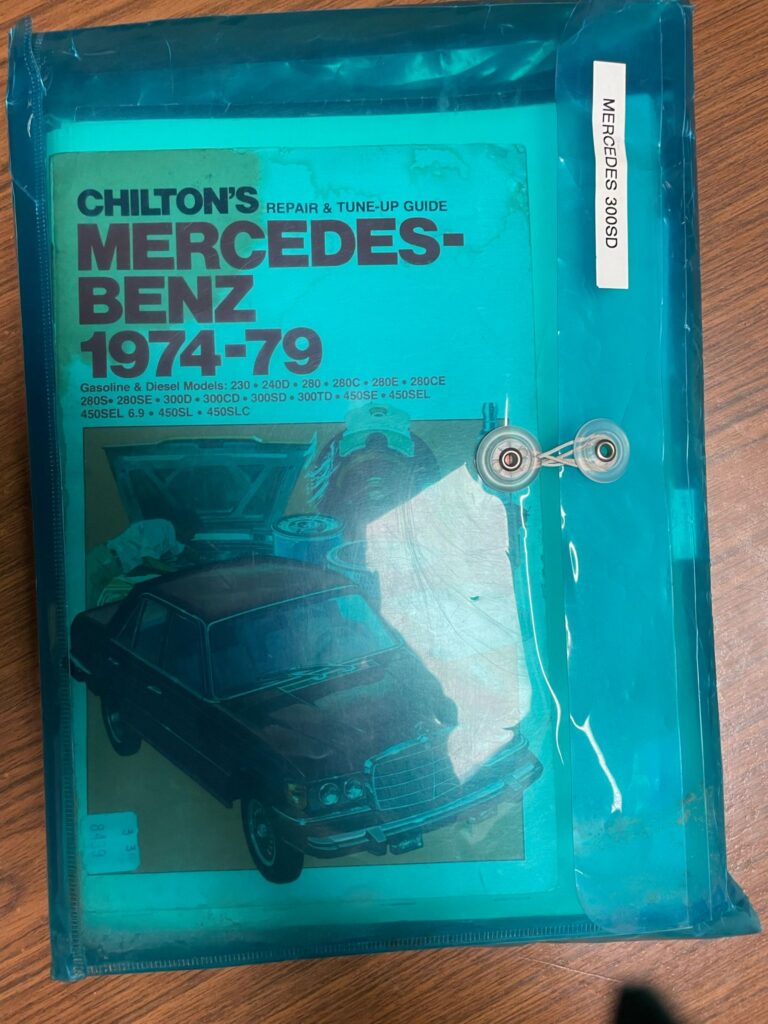 CHILTON'S REPAIR & TUNE-UP GUIDE
MERCEDES-
BENZ
1974-79
Gasoline & Diesel Models: 230 • 240D • 280 • 280C • 280E • 280CE
280S • 280SE • 300D • 300CD • 300SD • 300TD • 450SE • 450SEL
450SEL 6.9 • 450SL • 450SLC
MERCEDES 300SD